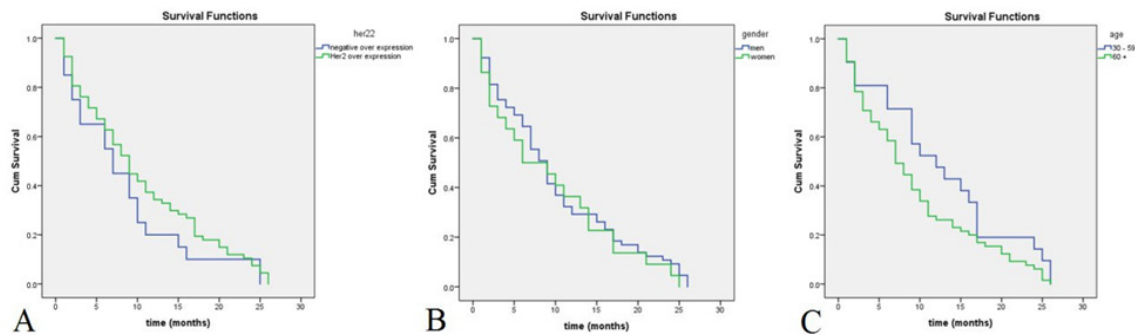 Survival Functions
her22
negative over expression
Her2 over expression
Cum Survival
1.0
0.8
0.6
0.4
0.2
0.0
0 5 10 15 20 25 30
time (months)
A
Survival Functions
gender
men
women
Cum Survival
1.0
0.8
0.6
0.4
0.2
0.0
0 5 10 15 20 25 30
time (months)
B
Survival Functions
age
30 - 59
60 +
Cum Survival
1.0
0.8
0.6
0.4
0.2
0.0
0 5 10 15 20 25 30
time (months)
C